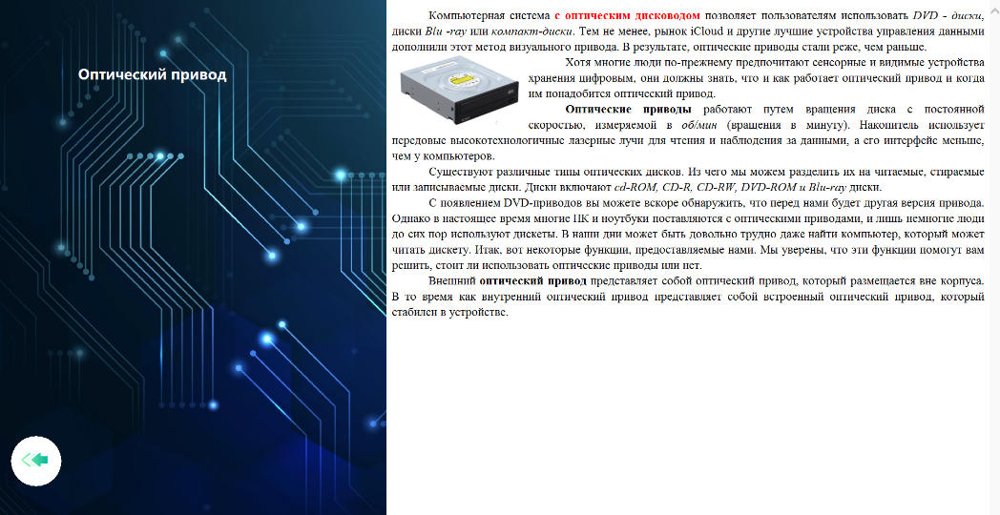 Оптический привод
Компьютерная система с оптическим дисководом позволяет пользователям использовать DVD - диски,
диски Blu -ray или компакт-диски. Тем не менее, рынок iCloud и другие лучшие устройства управления данными
дополнили этот метод визуального привода. В результате, оптические приводы стали реже, чем раньше.
Хотя многие люди по-прежнему предпочитают сенсорные и видимые устройства
хранения цифровым, они должны знать, что и как работает оптический привод и когда
им понадобится оптический привод.
Оптические приводы работают путем вращения диска с постоянной
скоростью, измеряемой в об/мин (вращения в минуту). Накопитель использует
передовые высокотехнологичные лазерные лучи для чтения и наблюдения за данными, а его интерфейс меньше,
чем у компьютеров.
Существуют различные типы оптических дисков. Из чего мы можем разделить их на читаемые, стираемые
или записываемые диски. Диски включают cd-ROM, CD-R, CD-RW, DVD-ROM и Blu-ray диски.
С появлением DVD-приводов вы можете вскоре обнаружить, что перед нами будет другая версия привода.
Однако в настоящее время многие ПК и ноутбуки поставляются с оптическими приводами, и лишь немногие люди
до сих пор используют дискеты. В наши дни может быть довольно трудно даже найти компьютер, который может
читать дискету. Итак, вот некоторые функции, предоставляемые нами. Мы уверены, что эти функции помогут вам
решить, стоит ли использовать оптические приводы или нет.
Внешний оптический привод представляет собой оптический привод, который размещается вне корпуса.
В то время как внутренний оптический привод представляет собой встроенный оптический привод, который
стабилен в устройстве.